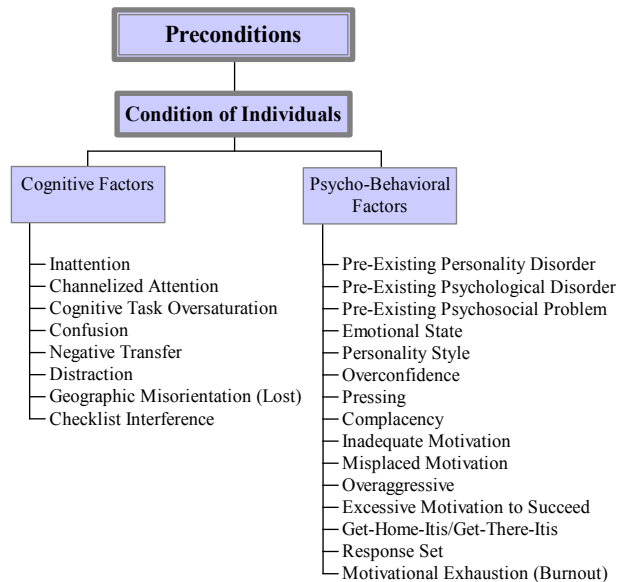 Preconditions
Condition of Individuals
Cognitive Factors
Inattention
Channelized Attention
Cognitive Task Oversaturation
Confusion
Negative Transfer
Distraction
Geographic Misorientation (Lost)
Checklist Interference
Psycho-Behavioral
Factors
Pre-Existing Personality Disorder
Pre-Existing Psychological Disorder
Pre-Existing Psychosocial Problem
Emotional State
Personality Style
Overconfidence
Pressing
Complacency
Inadequate Motivation
Misplaced Motivation
Overaggressive
Excessive Motivation to Succeed
Get-Home-Itis/Get-There-Itis
Response Set
Motivational Exhaustion (Burnout)